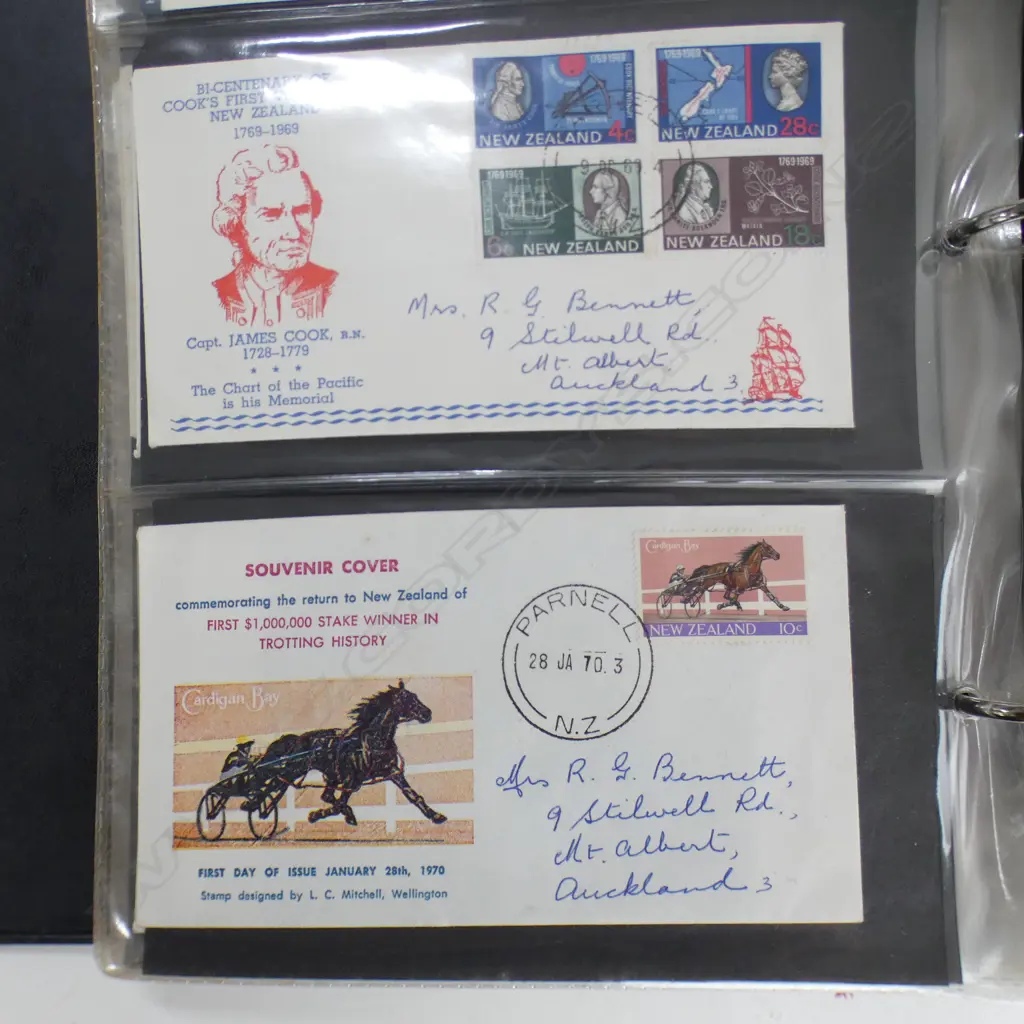 BI-CENTENARY OF
COOK'S FIRST
NEW ZEALAND
1769-1969
Capt. JAMES COOK, R.N.
1728-1779
* * *
The Chart of the Pacific
is his Memorial
1769 1969
NEW ZEALAND 4c
1769 1969
NEW ZEALAND 28c
1769 1969
6c NEW ZEALAND
1769 1969
NEW ZEALAND 18c
Mrs. R. G. Bennett,
9 Stilwell Rd.
Mt. Albert.
Auckland 3.
SOUVENIR COVER
commemorating the return to New Zealand of
FIRST $1,000,000 STAKE WINNER IN
TROTTING HISTORY
Cardigan Bay
FIRST DAY OF ISSUE JANUARY 28th, 1970
Stamp designed by L. C. Mitchell, Wellington
Cardigan Bay
NEW ZEALAND 10c
PARNELL
28 JA 70.3
N.Z
Mrs R. G. Bennett,
9 Stilwell Rd.,
Mt. Albert,
Auckland 3